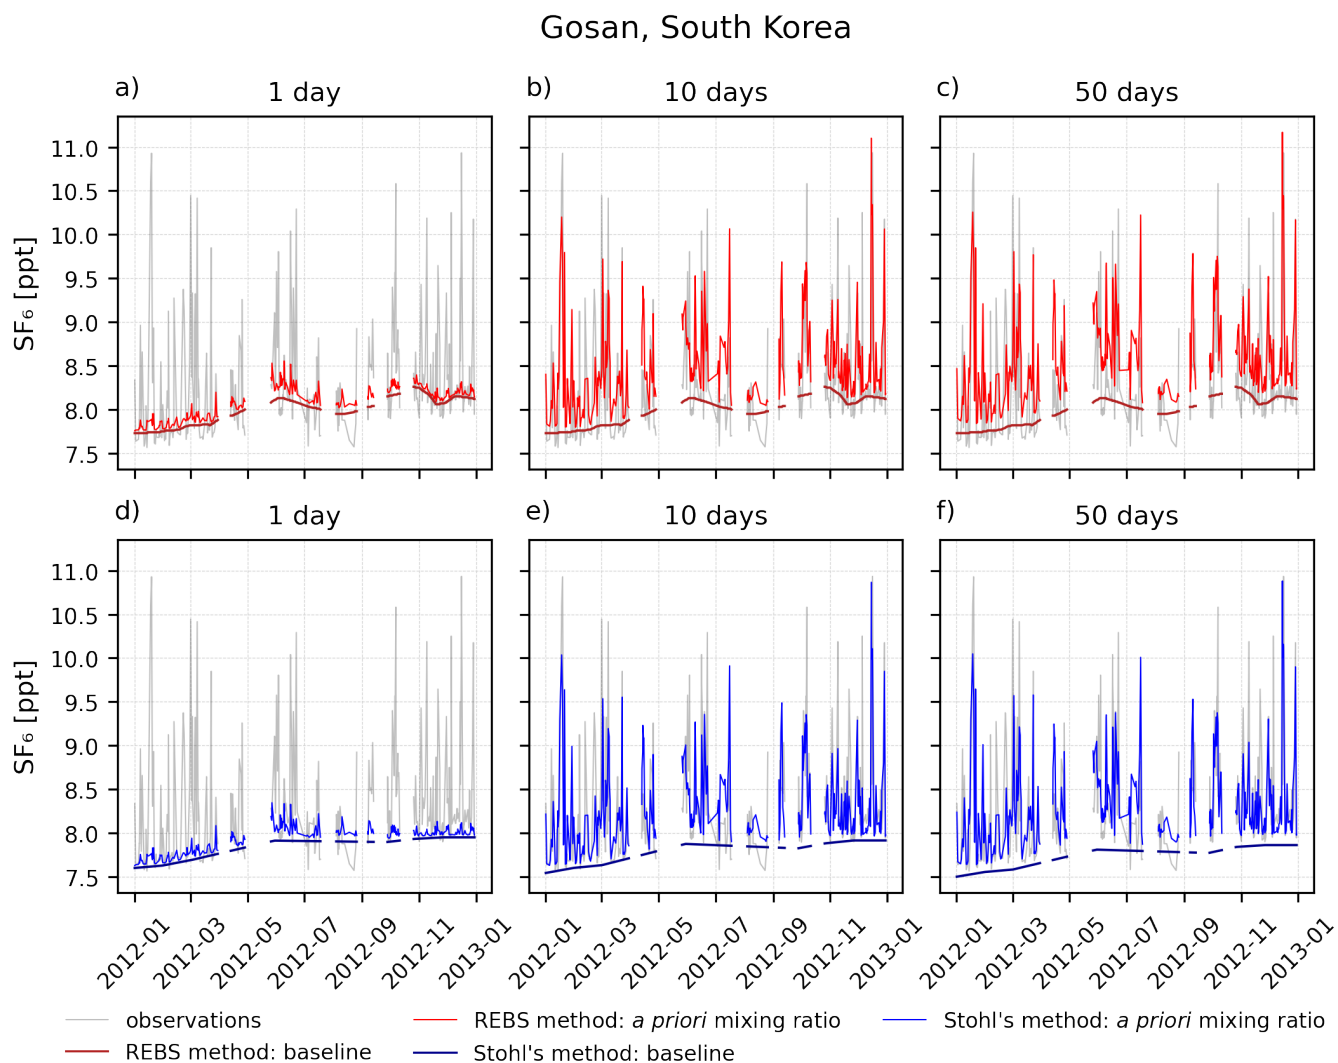 Gosan, South Korea
a) 1 day
b) 10 days
c) 50 days
SF₆ [ppt]
11.0
10.5
10.0
9.5
9.0
8.5
8.0
7.5
d) 1 day
e) 10 days
f) 50 days
SF₆ [ppt]
11.0
10.5
10.0
9.5
9.0
8.5
8.0
7.5
2012-01 2012-03 2012-05 2012-07 2012-09 2012-11 2013-01
2012-01 2012-03 2012-05 2012-07 2012-09 2012-11 2013-01
2012-01 2012-03 2012-05 2012-07 2012-09 2012-11 2013-01
observations
REBS method: baseline
REBS method: a priori mixing ratio
Stohl's method: baseline
Stohl's method: a priori mixing ratio